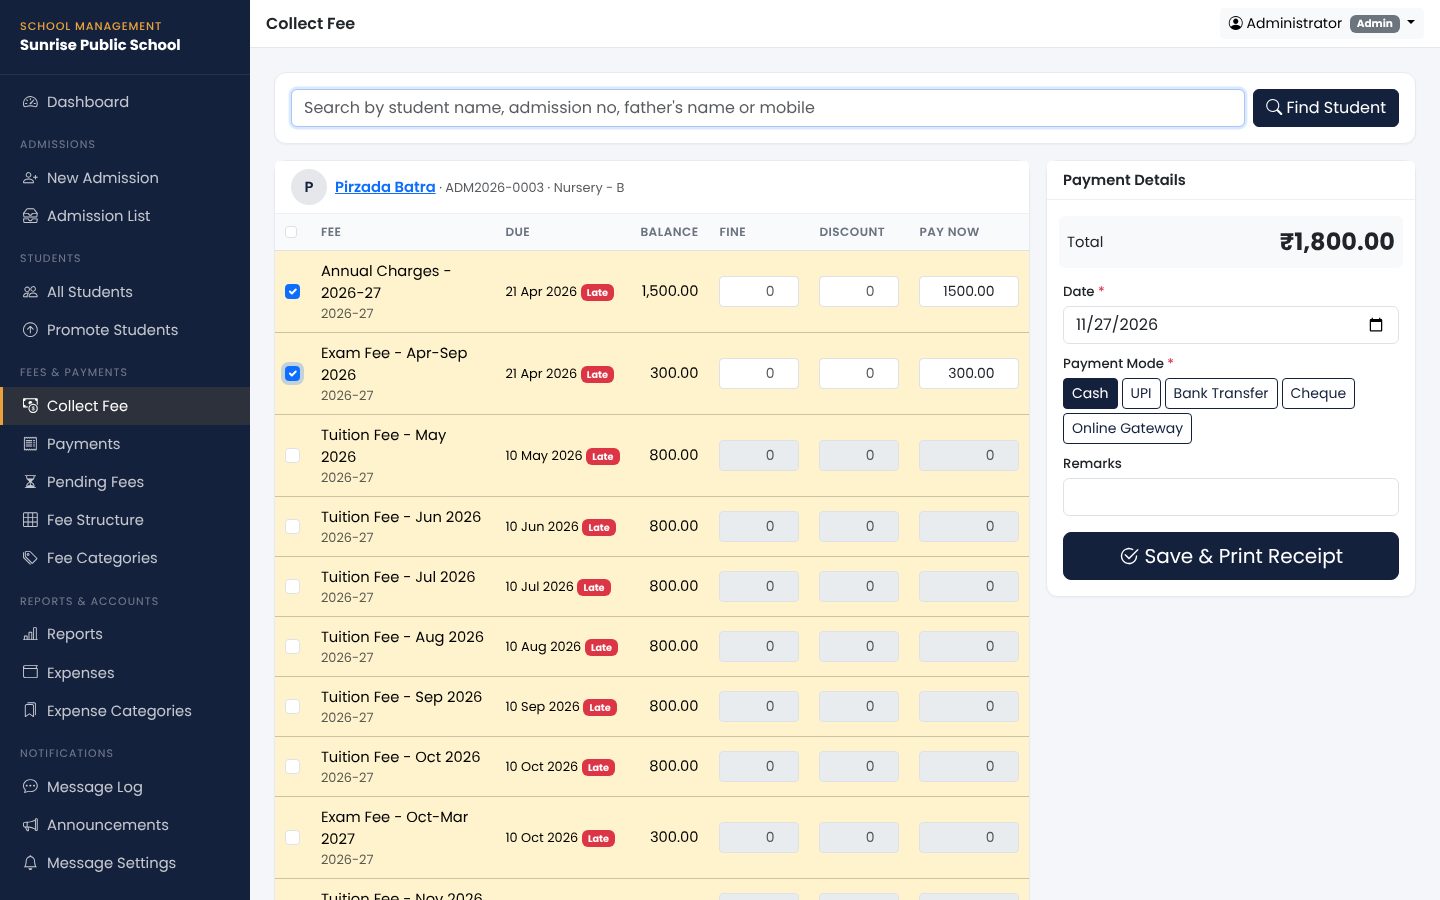 SCHOOL MANAGEMENT
Sunrise Public School
Dashboard
ADMISSIONS
New Admission
Admission List
STUDENTS
All Students
Promote Students
FEES & PAYMENTS
Collect Fee
Payments
Pending Fees
Fee Structure
Fee Categories
REPORTS & ACCOUNTS
Reports
Expenses
Expense Categories
NOTIFICATIONS
Message Log
Announcements
Message Settings
Collect Fee
Administrator Admin
Search by student name, admission no, father's name or mobile
Find Student
P Pirzada Batra · ADM2026-0003 · Nursery - B
FEE DUE BALANCE FINE DISCOUNT PAY NOW
Annual Charges -
2026-27
2026-27
21 Apr 2026 Late 1,500.00 0 0 1500.00
Exam Fee - Apr-Sep
2026
2026-27
21 Apr 2026 Late 300.00 0 0 300.00
Tuition Fee - May
2026
2026-27
10 May 2026 Late 800.00 0 0 0
Tuition Fee - Jun 2026
2026-27
10 Jun 2026 Late 800.00 0 0 0
Tuition Fee - Jul 2026
2026-27
10 Jul 2026 Late 800.00 0 0 0
Tuition Fee - Aug 2026
2026-27
10 Aug 2026 Late 800.00 0 0 0
Tuition Fee - Sep 2026
2026-27
10 Sep 2026 Late 800.00 0 0 0
Tuition Fee - Oct 2026
2026-27
10 Oct 2026 Late 800.00 0 0 0
Exam Fee - Oct-Mar
2027
2026-27
10 Oct 2026 Late 300.00 0 0 0
Tuition Fee - Nov 2026
Payment Details
Total ₹1,800.00
Date *
11/27/2026
Payment Mode *
Cash UPI Bank Transfer Cheque
Online Gateway
Remarks
Save & Print Receipt